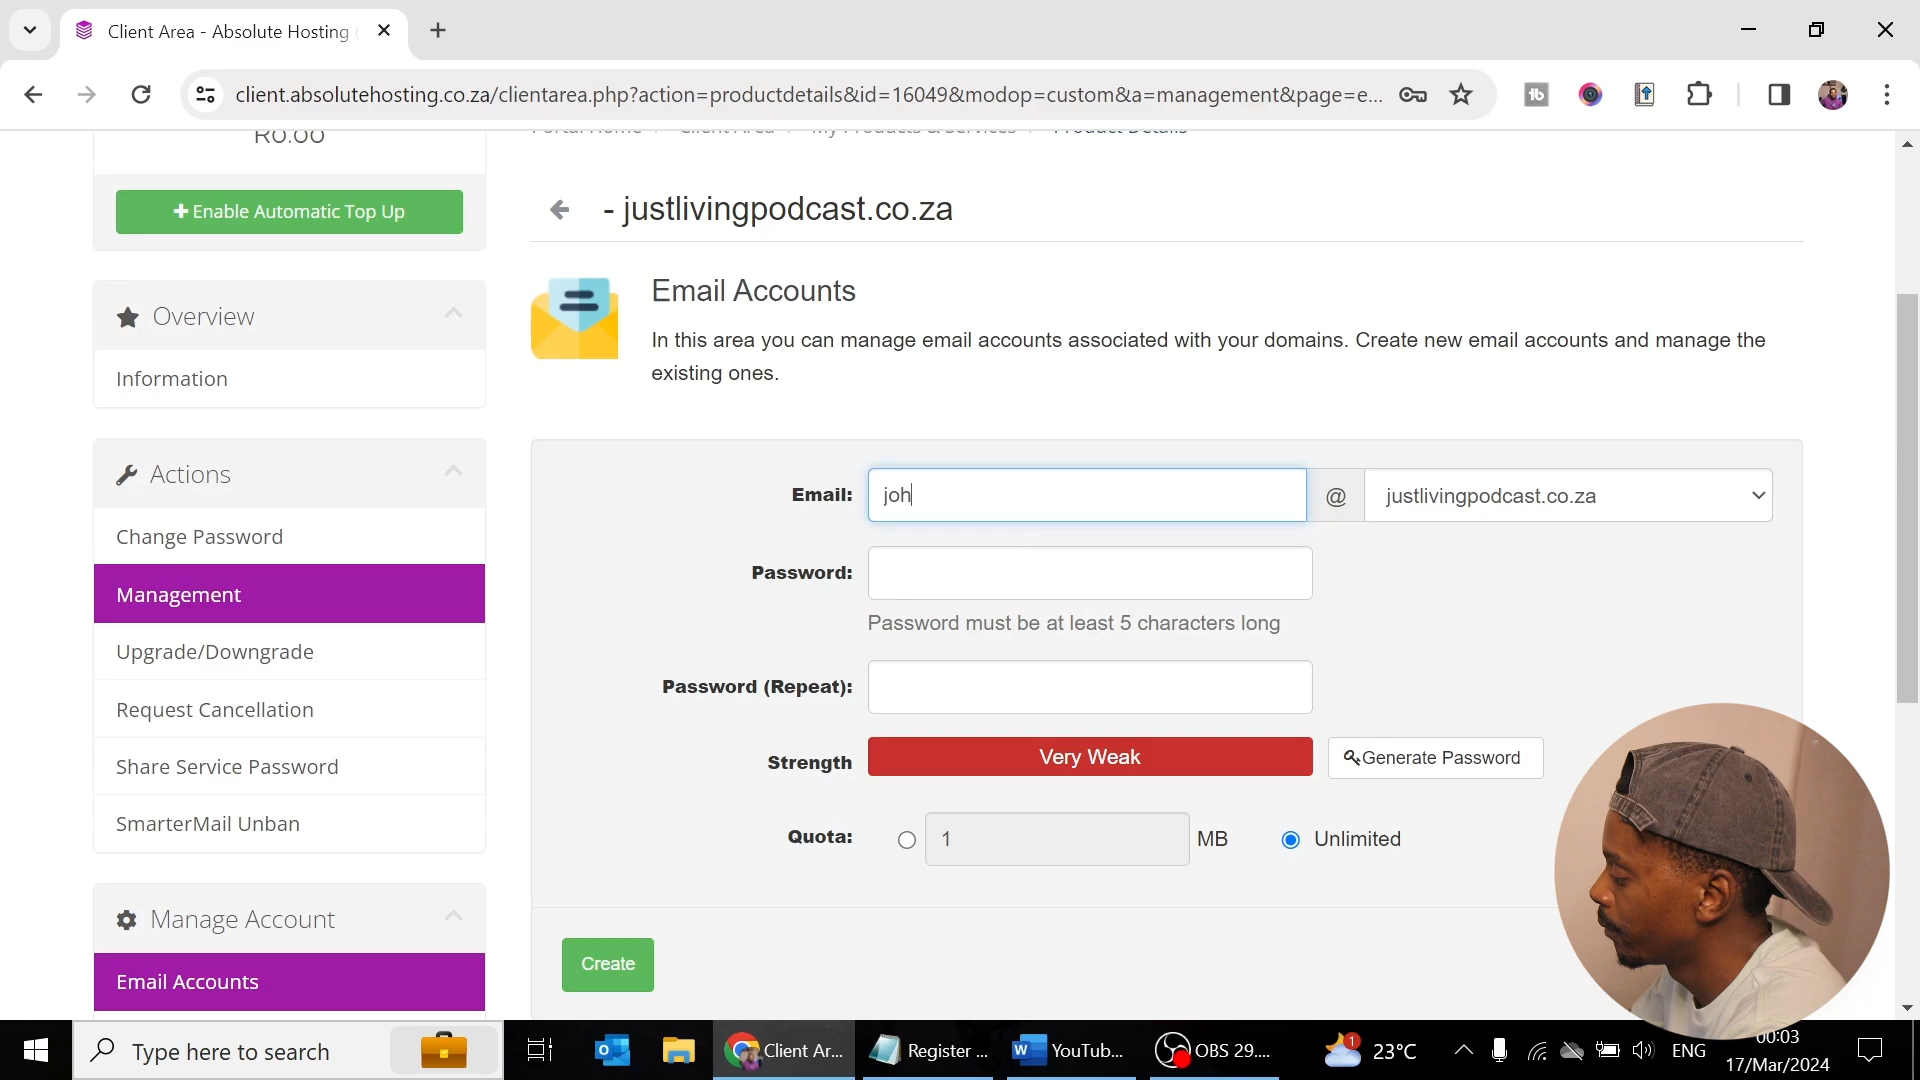 Client Area - Absolute Hosting
client.absolutehosting.co.za/clientarea.php?action=productdetails&id=16049&modop=custom&a=management&page=e...
R0.00
Portal Home / Client Area / My Products & Services / Product Details
Enable Automatic Top Up
- justlivingpodcast.co.za
Overview
Information
Email Accounts
In this area you can manage email accounts associated with your domains. Create new email accounts and manage the
existing ones.
Actions
Change Password
Management
Upgrade/Downgrade
Request Cancellation
Share Service Password
SmarterMail Unban
Manage Account
Email Accounts
Email: joh @ justlivingpodcast.co.za
Password:
Password must be at least 5 characters long
Password (Repeat):
Strength Very Weak Generate Password
Quota: 1 MB Unlimited
Create
Type here to search
Client Ar...
Register ...
YouTub...
OBS 29....
1
23°C
ENG
00:03
17/Mar/2024